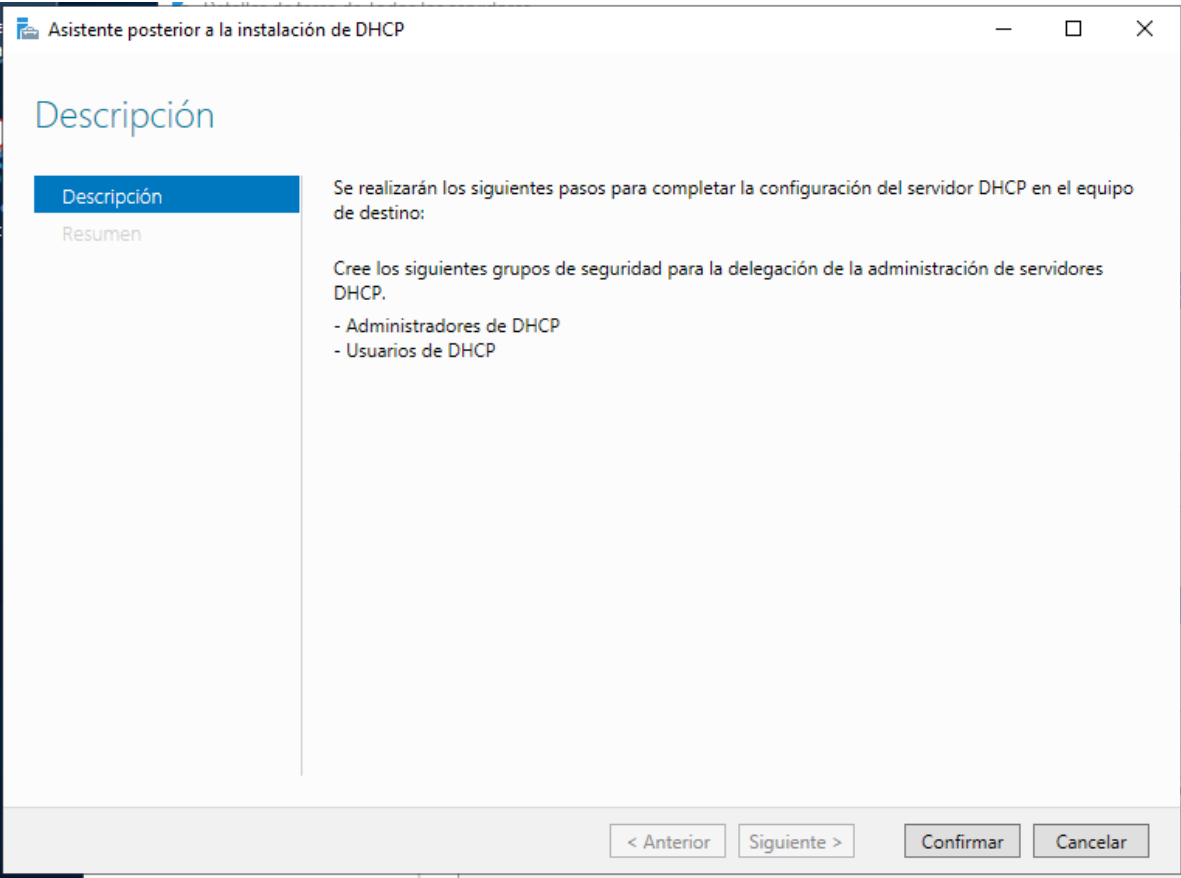 Asistente posterior a la instalación de DHCP
Descripción
Descripción
Resumen
Se realizarán los siguientes pasos para completar la configuración del servidor DHCP en el equipo
de destino:
Cree los siguientes grupos de seguridad para la delegación de la administración de servidores
DHCP.
- Administradores de DHCP
- Usuarios de DHCP
< Anterior
Siguiente >
Confirmar
Cancelar